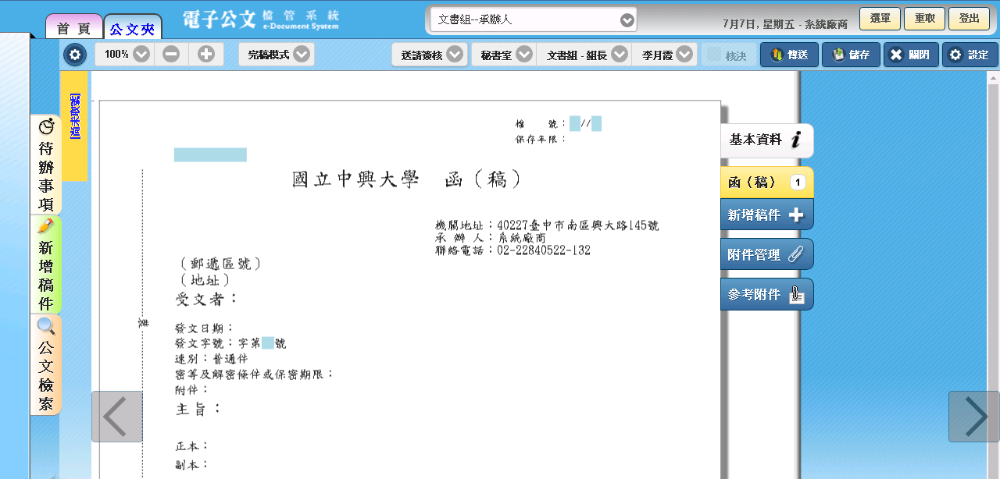 首 頁
公文夾
電子公文 檔管系統
e-Document System
文書組--承辦人
7月7日, 星期五 - 系統廠商
選單
重取
登出
100%
完稿模式
送請簽核
秘書室
文書組 - 組長
李月霞
核決
傳送
儲存
關閉
設定
[尚未取號]
待辦事項
新增稿件
公文檢索
檔 號： //
保存年限：
國立中興大學 函（稿）
機關地址：40227臺中市南區興大路145號
承 辦 人：系統廠商
聯絡電話：02-22840522-132
（郵遞區號）
（地址）
受文者：
發文日期：
發文字號：字第 號
速別：普通件
密等及解密條件或保密期限：
附件：
主旨：
正本：
副本：
基本資料
函（稿） 1
新增稿件
附件管理
參考附件